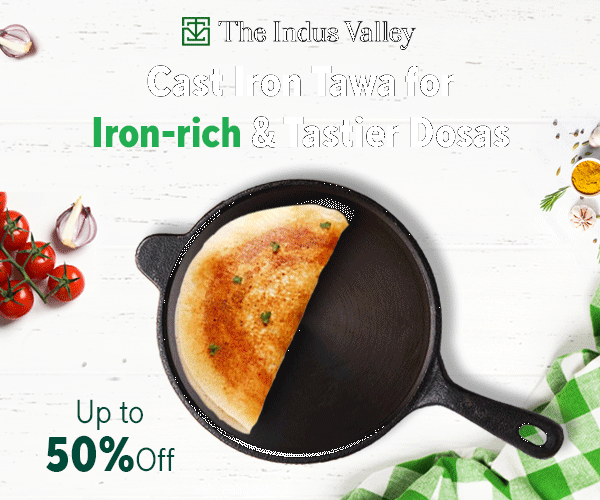 The Indus Valley
Cast Iron Tawa for
Iron-rich & Tastier Dosas
Up to
50%Off